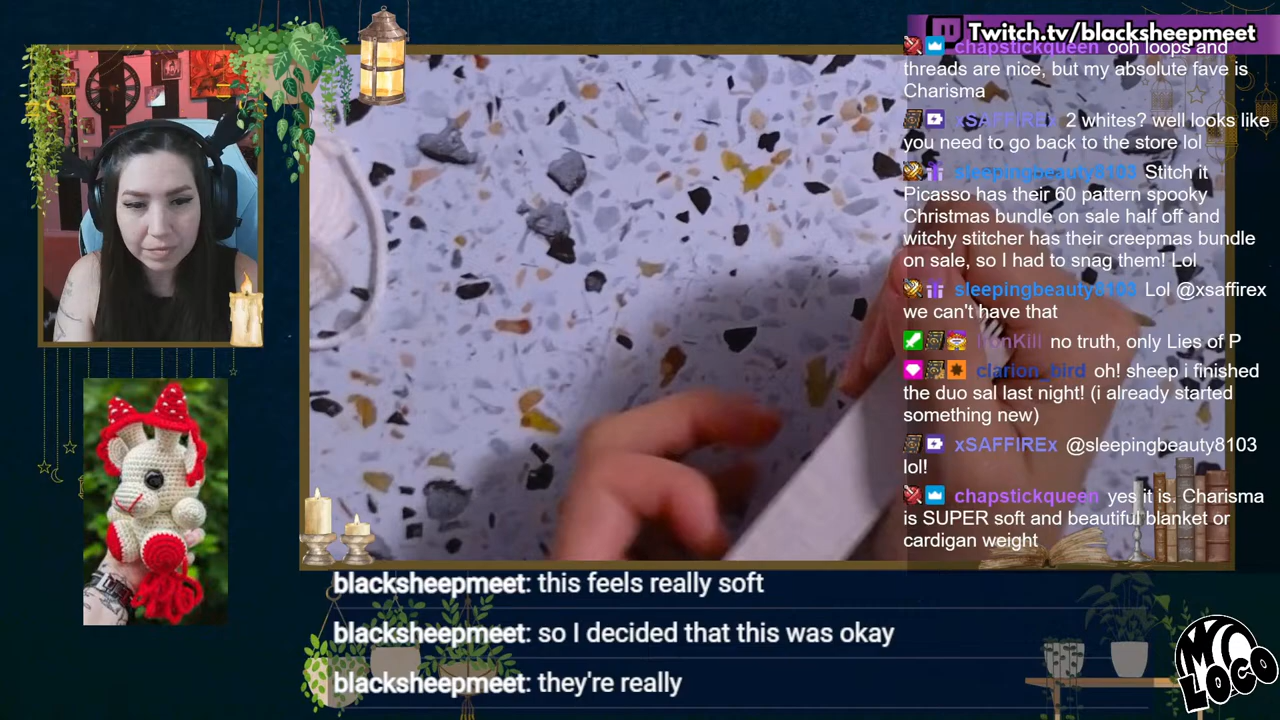 Twitch.tv/blacksheepmeet
chapstickqueen ooh loops and
threads are nice, but my absolute fave is
Charisma
xSAFFIREx 2 whites? well looks like
you need to go back to the store lol
sleepingbeauty8103 Stitch it
Picasso has their 60 pattern spooky
Christmas bundle on sale half off and
witchy stitcher has their creepmas bundle
on sale, so I had to snag them! Lol
sleepingbeauty8103 Lol @xsaffirex
we can't have that
no truth, only Lies of P
clarion_bird oh! sheep i finished
the duo sal last night! (i already started
something new)
xSAFFIREx @sleepingbeauty8103
lol!
chapstickqueen yes it is. Charisma
is SUPER soft and beautiful blanket or
cardigan weight
blacksheepmeet: this feels really soft
blacksheepmeet: so I decided that this was okay
blacksheepmeet: they're really
MC
LOCO